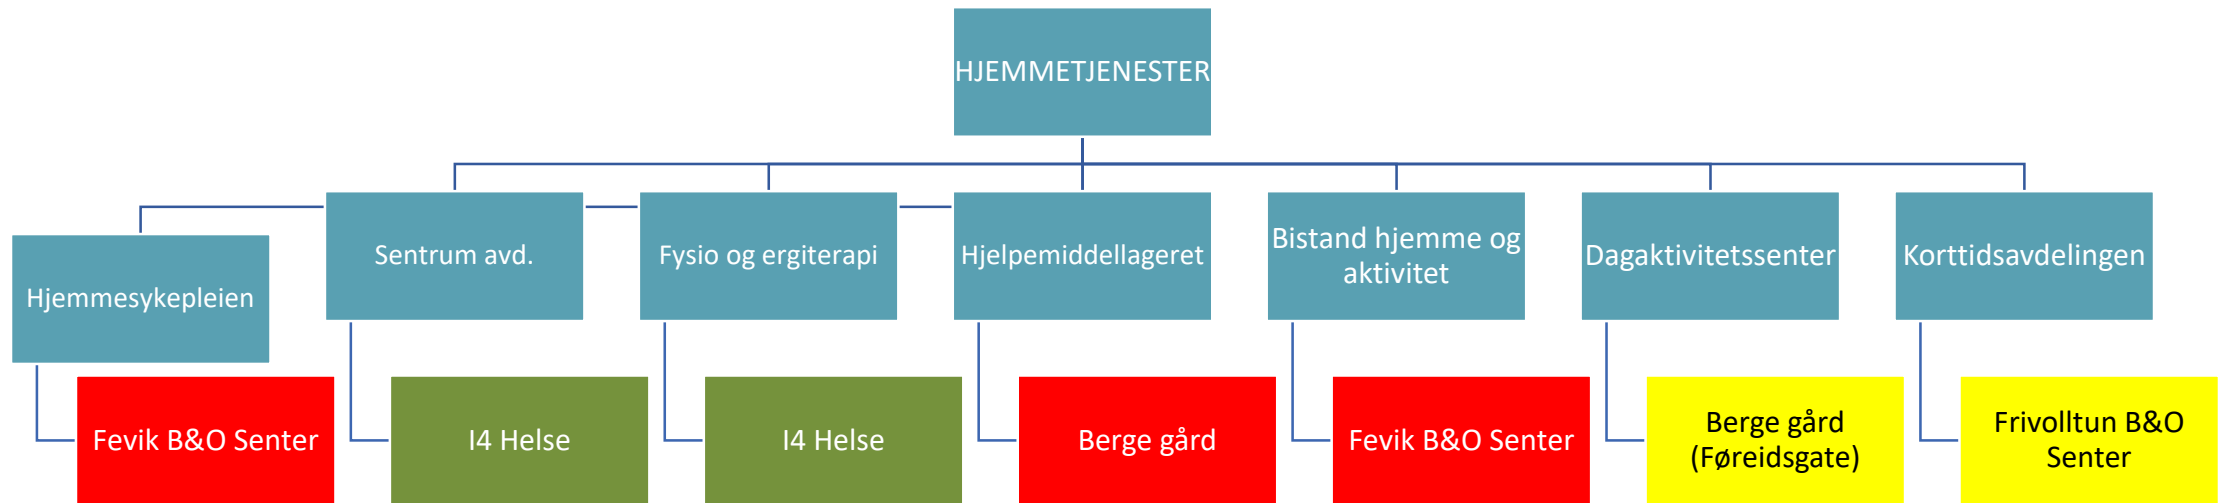 HJEMMETJENESTER
Hjemmesykepleien
Sentrum avd.
Fysio og ergiterapi
Hjelpemiddellageret
Bistand hjemme og
aktivitet
Dagaktivitetssenter
Korttidsavdelingen
Fevik B&O Senter
I4 Helse
I4 Helse
Berge gård
Fevik B&O Senter
Berge gård
(Føreidsgate)
Frivolltun B&O
Senter